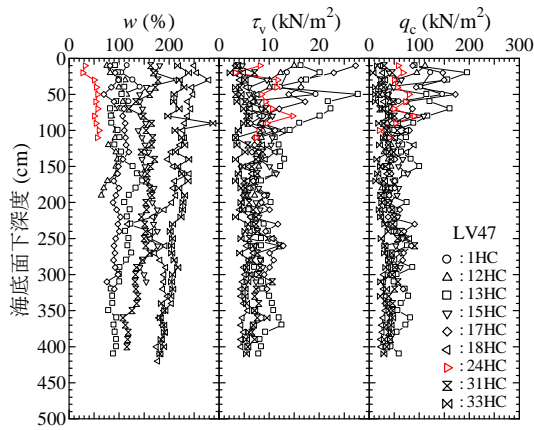 w (%) τv (kN/m²) qc (kN/m²)
0 100 200 0 10 20 0 100 200 300
海底面下深度 (cm)
0
50
100
150
200
250
300
350
400
450
500
LV47
: 1HC
: 12HC
: 13HC
: 15HC
: 17HC
: 18HC
: 24HC
: 31HC
: 33HC